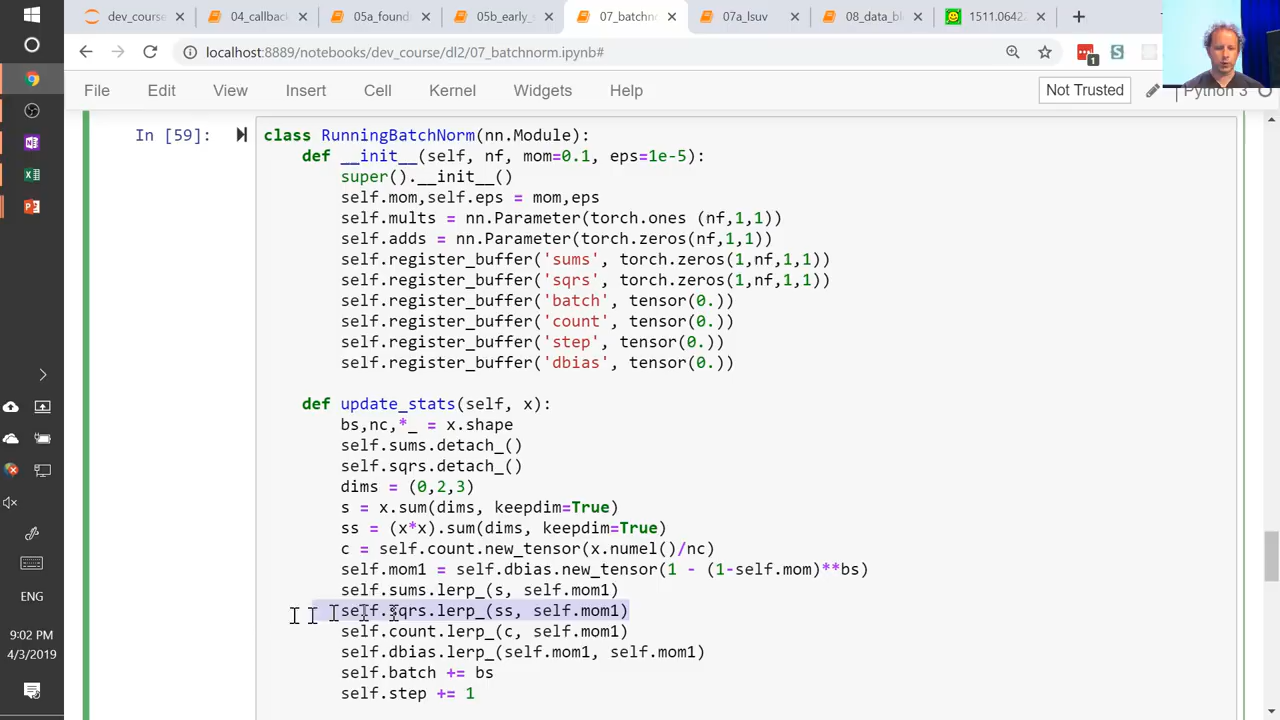 dev_course
04_callback
05a_found
05b_early_
07_batchn
07a_lsuv
08_data_bl
1511.0642
localhost:8889/notebooks/dev_course/dl2/07_batchnorm.ipynb#
1
S
File Edit View Insert Cell Kernel Widgets Help
Not Trusted
Python 3
In [59]:
class RunningBatchNorm(nn.Module):
def __init__(self, nf, mom=0.1, eps=1e-5):
super().__init__()
self.mom,self.eps = mom,eps
self.mults = nn.Parameter(torch.ones (nf,1,1))
self.adds = nn.Parameter(torch.zeros(nf,1,1))
self.register_buffer('sums', torch.zeros(1,nf,1,1))
self.register_buffer('sqrs', torch.zeros(1,nf,1,1))
self.register_buffer('batch', tensor(0.))
self.register_buffer('count', tensor(0.))
self.register_buffer('step', tensor(0.))
self.register_buffer('dbias', tensor(0.))
def update_stats(self, x):
bs,nc,*_ = x.shape
self.sums.detach_()
self.sqrs.detach_()
dims = (0,2,3)
s = x.sum(dims, keepdim=True)
ss = (x*x).sum(dims, keepdim=True)
c = self.count.new_tensor(x.numel()/nc)
self.mom1 = self.dbias.new_tensor(1 - (1-self.mom)**bs)
self.sums.lerp_(s, self.mom1)
self.sqrs.lerp_(ss, self.mom1)
self.count.lerp_(c, self.mom1)
self.dbias.lerp_(self.mom1, self.mom1)
self.batch += bs
self.step += 1
ENG
9:02 PM
4/3/2019